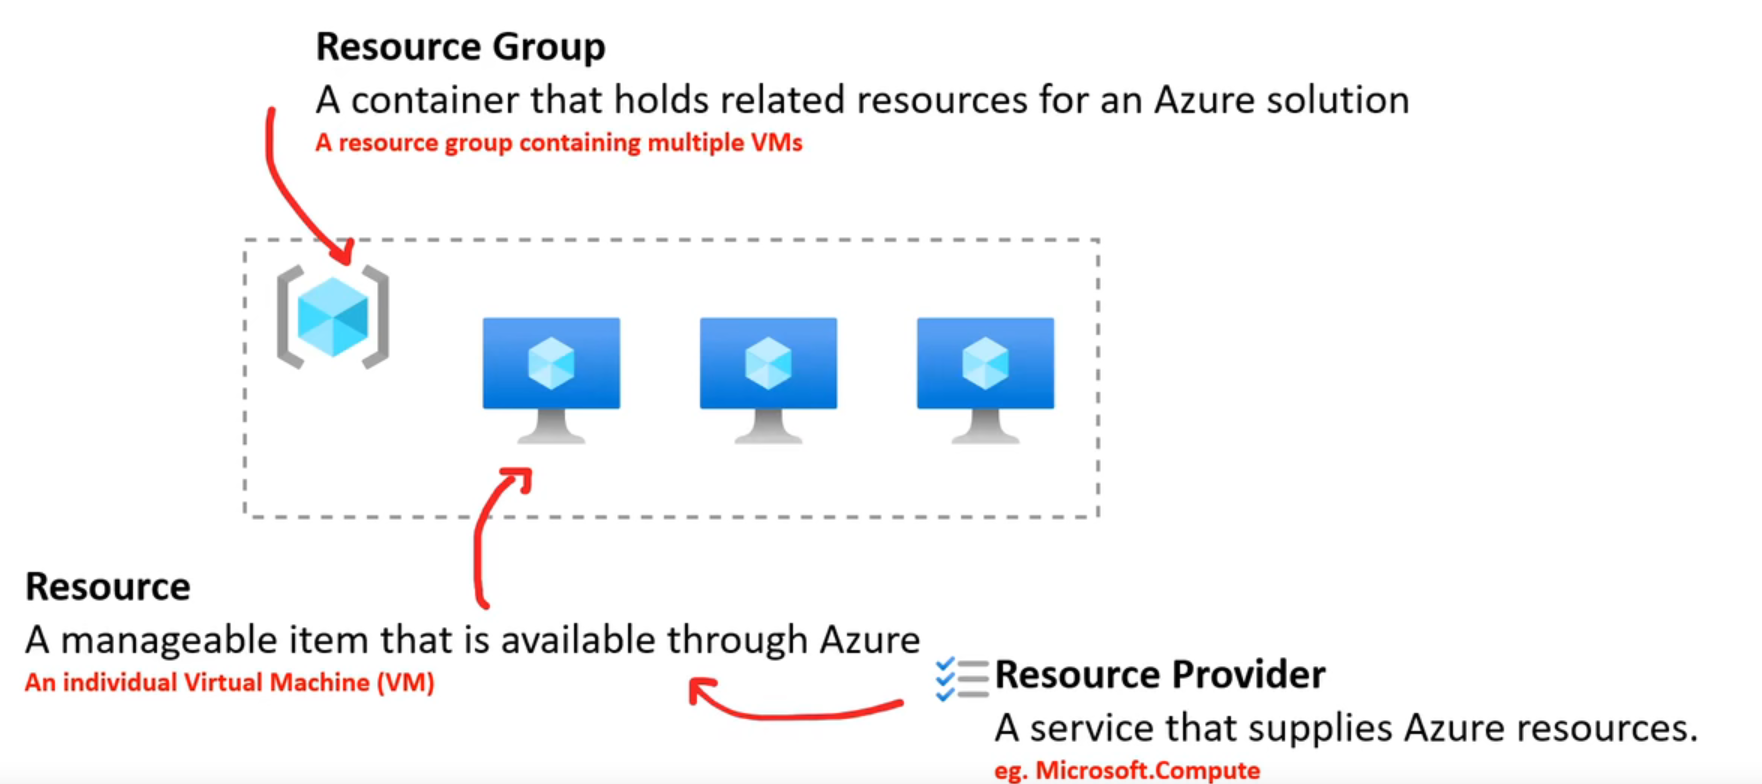 Resource Group
A container that holds related resources for an Azure solution
A resource group containing multiple VMs
Resource
A manageable item that is available through Azure
An individual Virtual Machine (VM)
Resource Provider
A service that supplies Azure resources.
eg. Microsoft.Compute